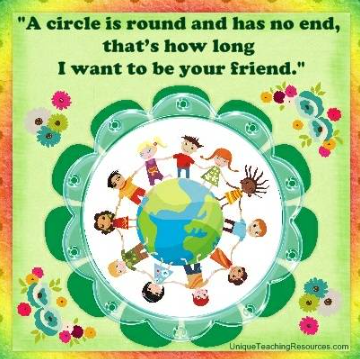 "A circle is round and has no end,
that's how long
I want to be your friend."
UniqueTeachingResources.com